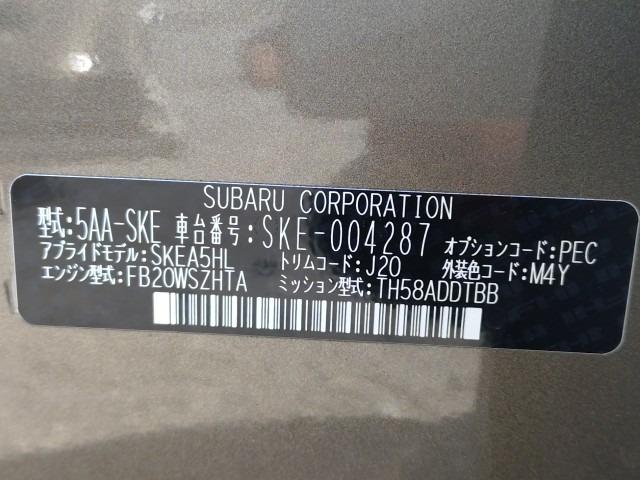 SUBARU CORPORATION
型式:5AA-SKE 車台番号:SKE-004287 オプションコード:PEC
アプライドモデル:SKEA5HL トリムコード:J20 外装色コード:M4Y
エンジン型式:FB20WSZHTA ミッション型式:TH58ADDTBB